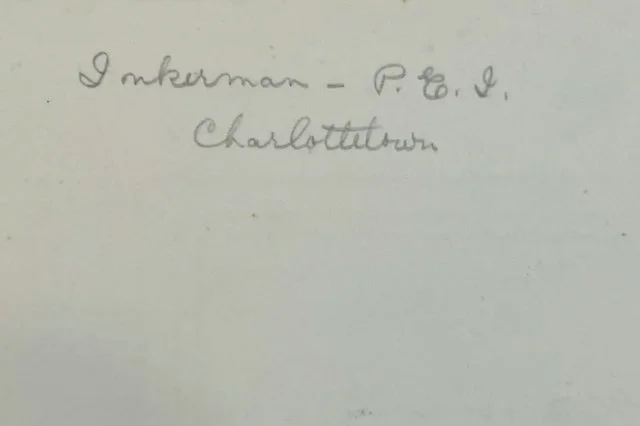 Inkerman - P. E. I.
Charlottetown